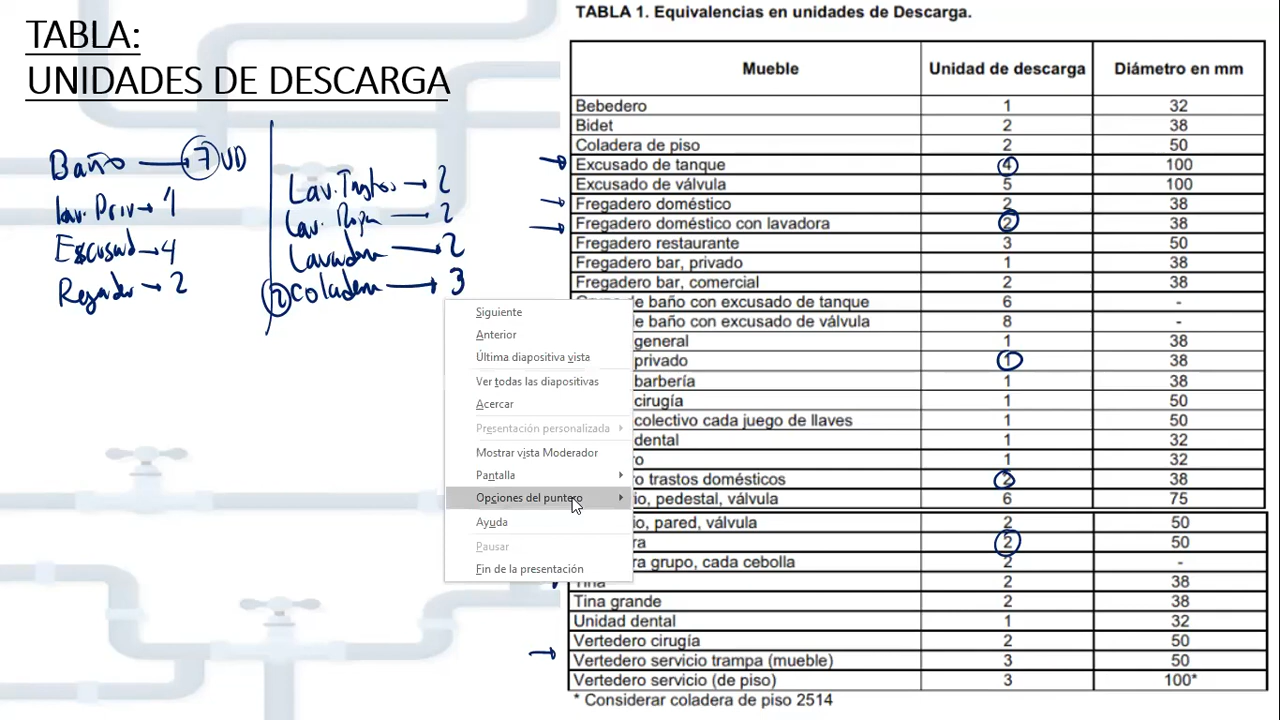 TABLA:
UNIDADES DE DESCARGA
Baño → 7 UD
Lav. Priv → 1
Escusad → 4
Regader → 2
Lav. Trastos → 2
Lav. Ropa → 2
Lavadora → 2
2 Coladera → 3
Siguiente
Anterior
Última diapositiva vista
Ver todas las diapositivas
Acercar
Presentación personalizada
Mostrar vista Moderador
Pantalla
Opciones del puntero
Ayuda
Pausar
Fin de la presentación
TABLA 1. Equivalencias en unidades de Descarga.
Mueble Unidad de descarga Diámetro en mm
Bebedero 1 32
Bidet 2 38
Coladera de piso 2 50
Excusado de tanque 4 100
Excusado de válvula 5 100
Fregadero doméstico 2 38
Fregadero doméstico con lavadora 2 38
Fregadero restaurante 3 50
Fregadero bar, privado 1 38
Fregadero bar, comercial 2 38
de baño con excusado de tanque 6 -
de baño con excusado de válvula 8 -
general 1 38
privado 1 38
barbería 1 38
cirugía 1 50
colectivo cada juego de llaves 1 50
dental 1 32
o 1 32
ro trastos domésticos 2 38
io, pedestal, válvula 6 75
io, pared, válvula 2 50
ra 2 50
ra grupo, cada cebolla 2 -
Tina 2 38
Tina grande 2 38
Unidad dental 1 32
Vertedero cirugía 2 50
Vertedero servicio trampa (mueble) 3 50
Vertedero servicio (de piso) 3 100*
* Considerar coladera de piso 2514